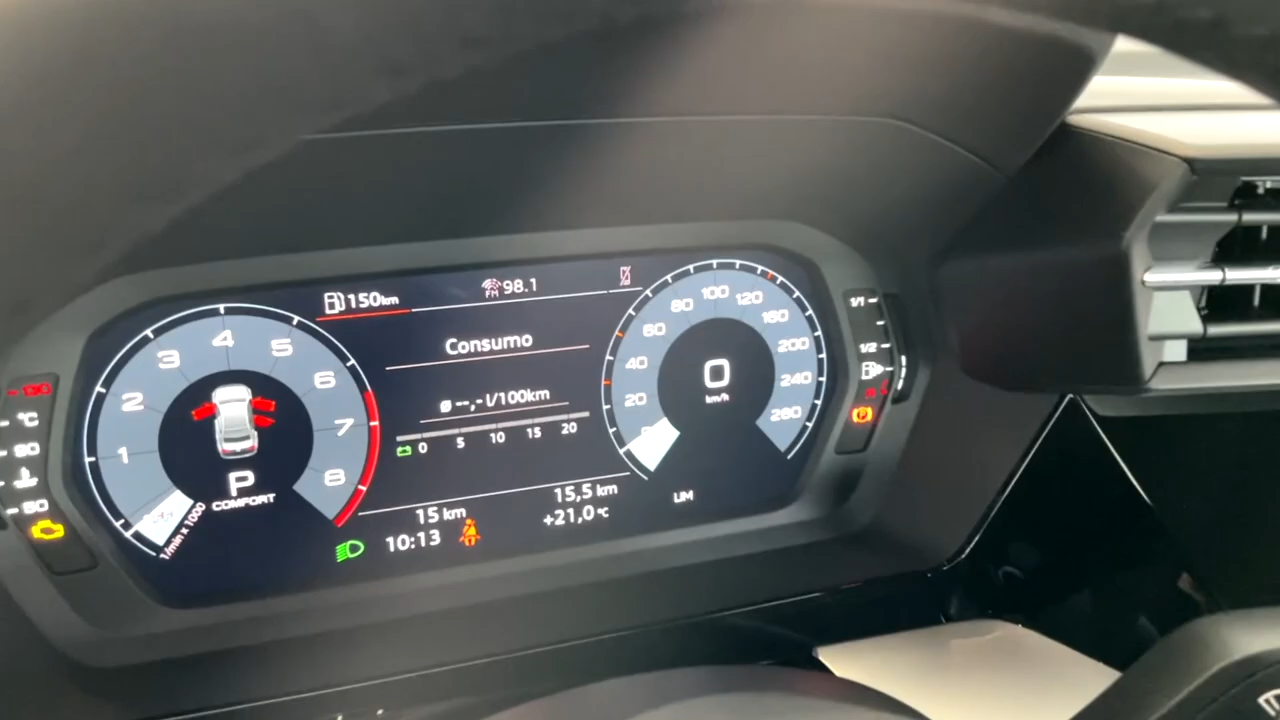 150km
FM 98.1
Consumo
ø --,- l/100km
0 5 10 15 20
15 km
15,5 km
10:13
+21,0°C
1 2 3 4 5 6 7 8
1/min x 1000
P
COMFORT
130
°C
90
50
20 40 60 80 100 120 160 200 240 280
0
km/h
LIM
1/1
1/2
R
(P)